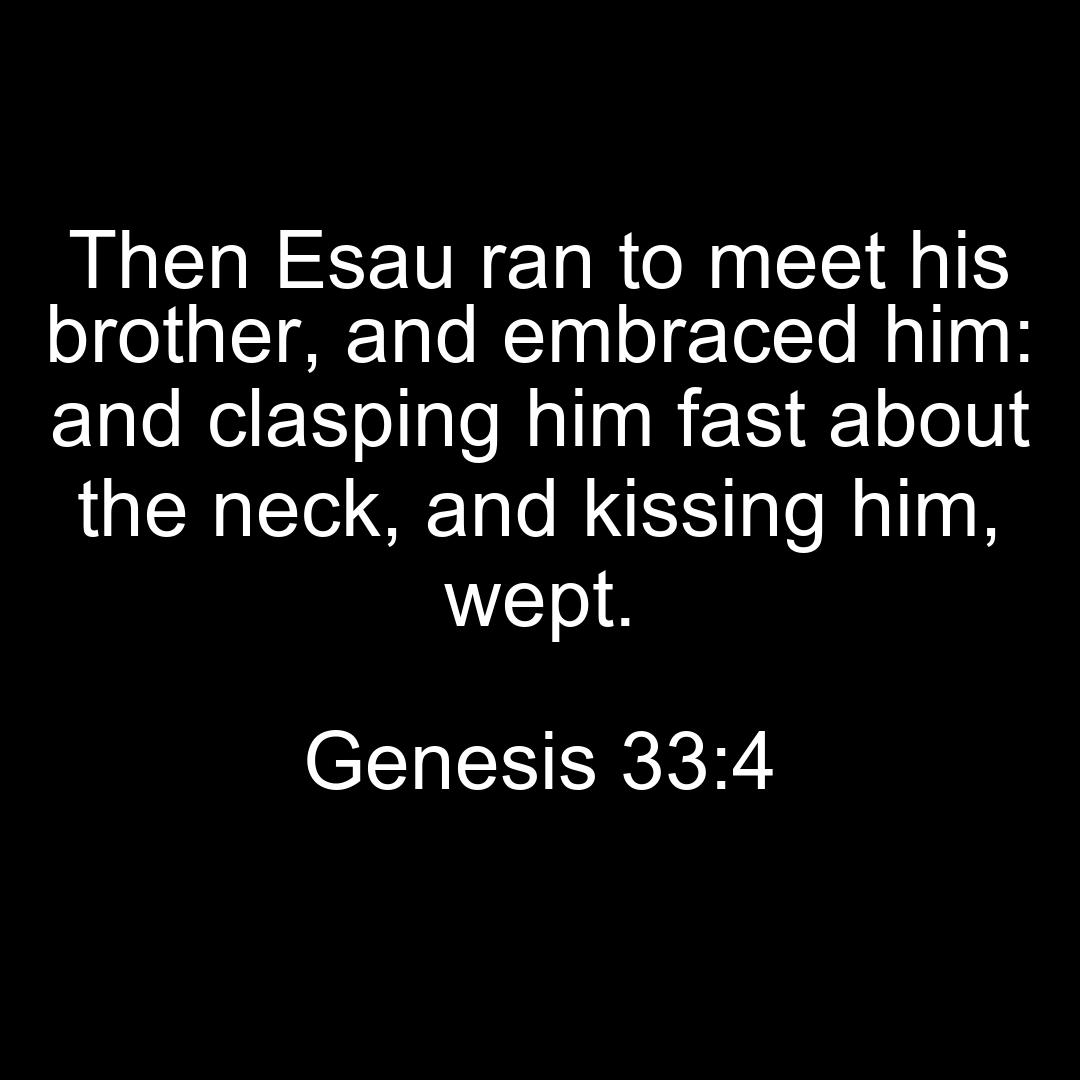 Then Esau ran to meet his
brother, and embraced him:
and clasping him fast about
the neck, and kissing him,
wept.
Genesis 33:4